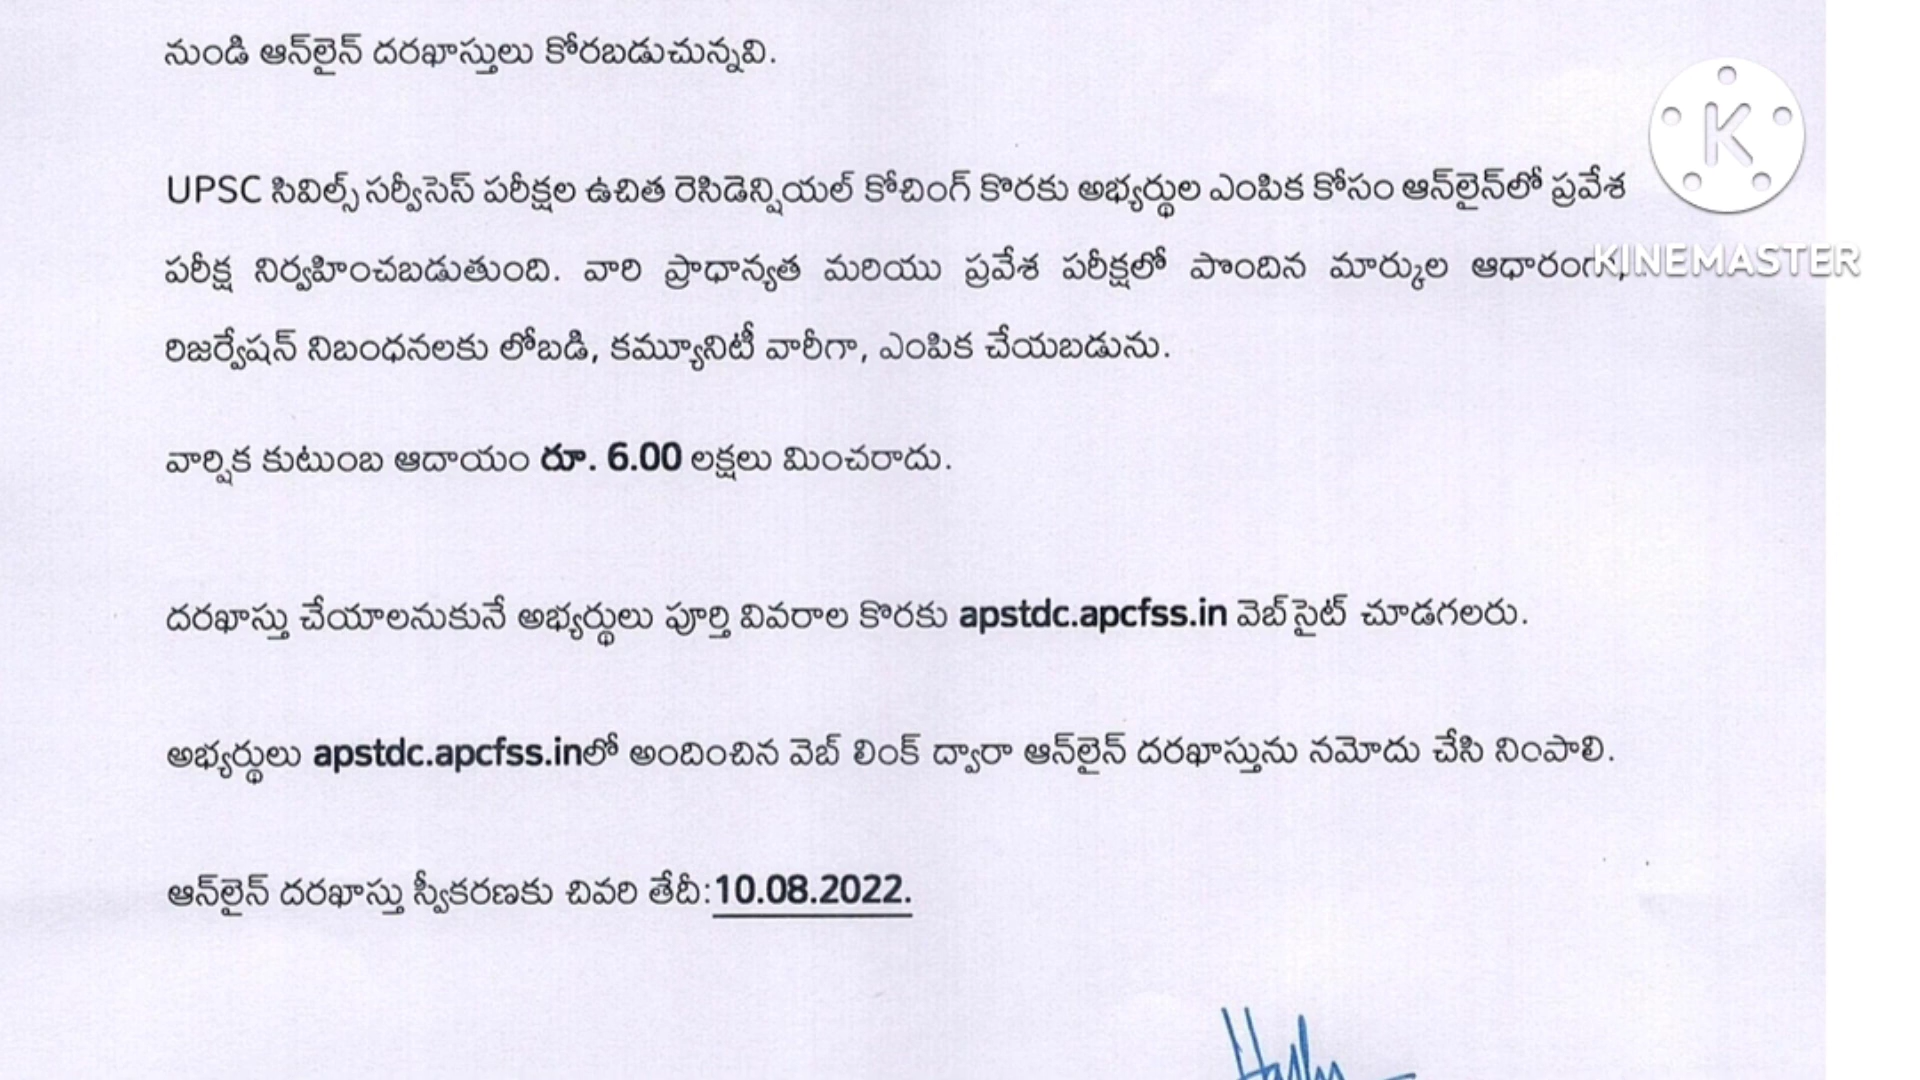 నుండి ఆన్‌లైన్ దరఖాస్తులు కోరబడుచున్నవి.
UPSC సివిల్స్ సర్వీసెస్ పరీక్షల ఉచిత రెసిడెన్షియల్ కోచింగ్ కొరకు అభ్యర్థుల ఎంపిక కోసం ఆన్‌లైన్‌లో ప్రవేశ
పరీక్ష నిర్వహించబడుతుంది. వారి ప్రాధాన్యత మరియు ప్రవేశ పరీక్షలో పొందిన మార్కుల ఆధారంగా,
రిజర్వేషన్ నిబంధనలకు లోబడి, కమ్యూనిటీ వారీగా, ఎంపిక చేయబడును.
వార్షిక కుటుంబ ఆదాయం రూ. 6.00 లక్షలు మించరాదు.
దరఖాస్తు చేయాలనుకునే అభ్యర్థులు పూర్తి వివరాల కొరకు apstdc.apcfss.in వెబ్‌సైట్ చూడగలరు.
అభ్యర్థులు apstdc.apcfss.inలో అందించిన వెబ్ లింక్ ద్వారా ఆన్‌లైన్ దరఖాస్తును నమోదు చేసి నింపాలి.
ఆన్‌లైన్ దరఖాస్తు స్వీకరణకు చివరి తేదీ:10.08.2022.
K
KINEMASTER